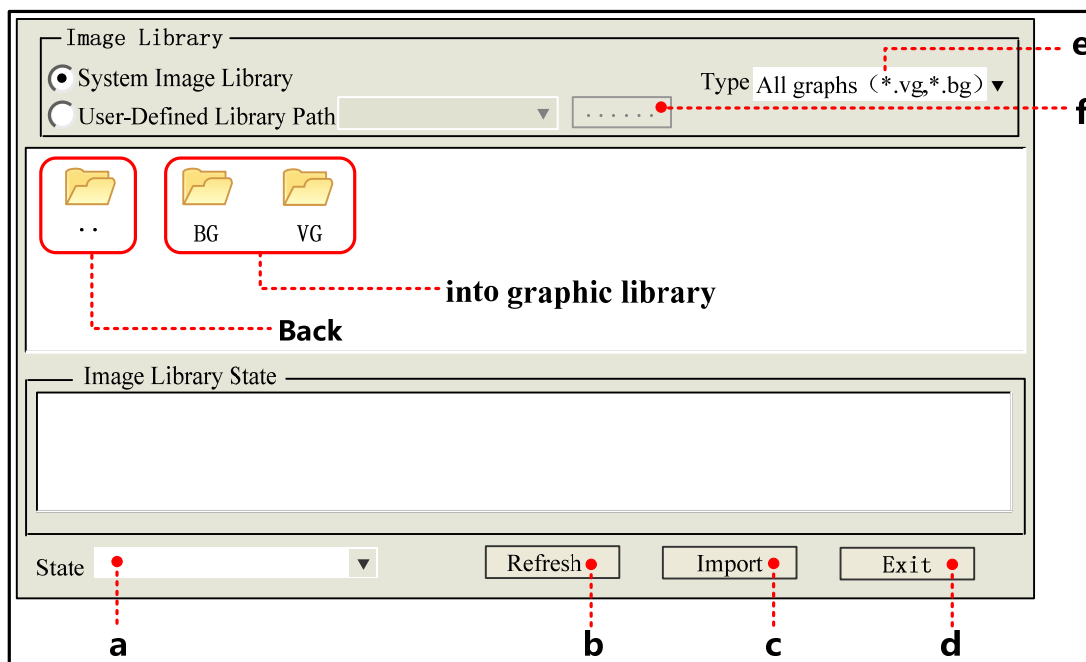 Image Library
e
System Image Library
Type All graphs （*.vg,*.bg）
User-Defined Library Path
......
f
..
BG
VG
into graphic library
Back
Image Library State
State
Refresh
Import
Exit
a
b
c
d